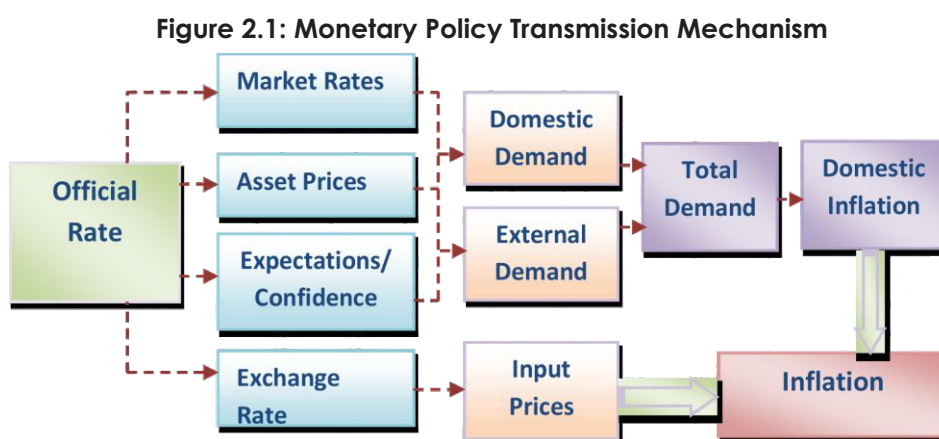 Figure 2.1: Monetary Policy Transmission Mechanism
Market Rates
Official
Rate
Asset Prices
Expectations/
Confidence
Exchange
Rate
Domestic
Demand
External
Demand
Input
Prices
Total
Demand
Domestic
Inflation
Inflation